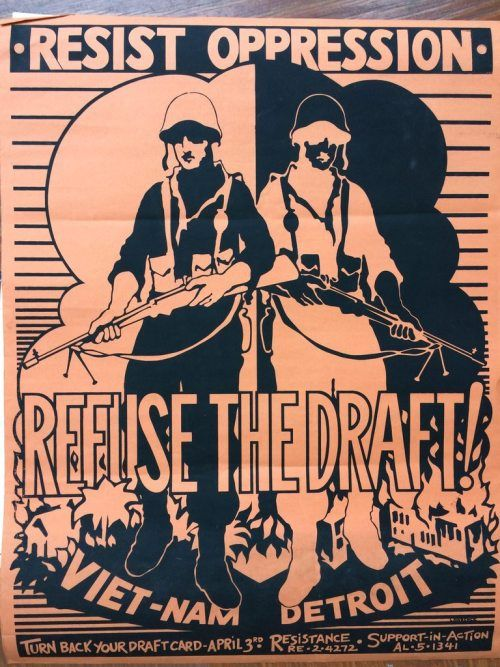 · RESIST OPPRESSION ·
REFUSE THE DRAFT!
VIET-NAM DETROIT
TURN BACK YOUR DRAFT CARD-APRIL 3RD. RESISTANCE RE·2·4272 · SUPPORT-IN-ACTION AL·5·1341